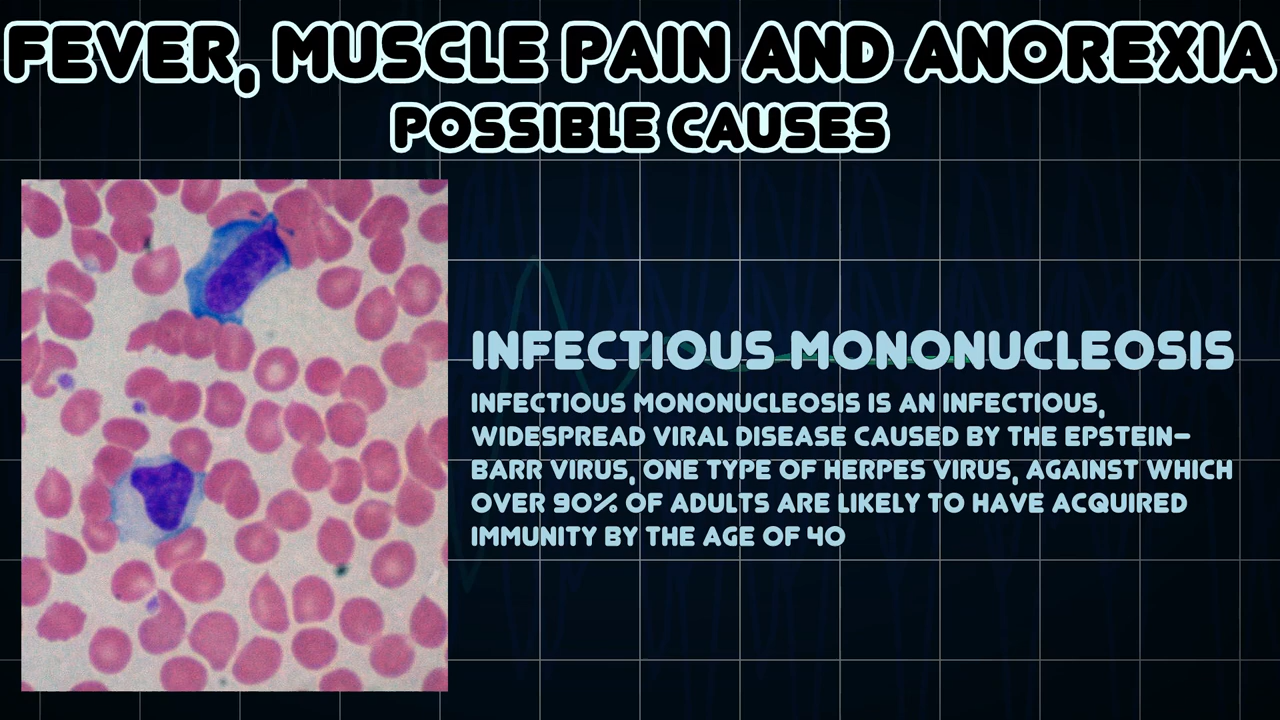 FEVER, MUSCLE PAIN AND ANOREXIA
POSSIBLE CAUSES
INFECTIOUS MONONUCLEOSIS
INFECTIOUS MONONUCLEOSIS IS AN INFECTIOUS,
WIDESPREAD VIRAL DISEASE CAUSED BY THE EPSTEIN-
BARR VIRUS, ONE TYPE OF HERPES VIRUS, AGAINST WHICH
OVER 90% OF ADULTS ARE LIKELY TO HAVE ACQUIRED
IMMUNITY BY THE AGE OF 40